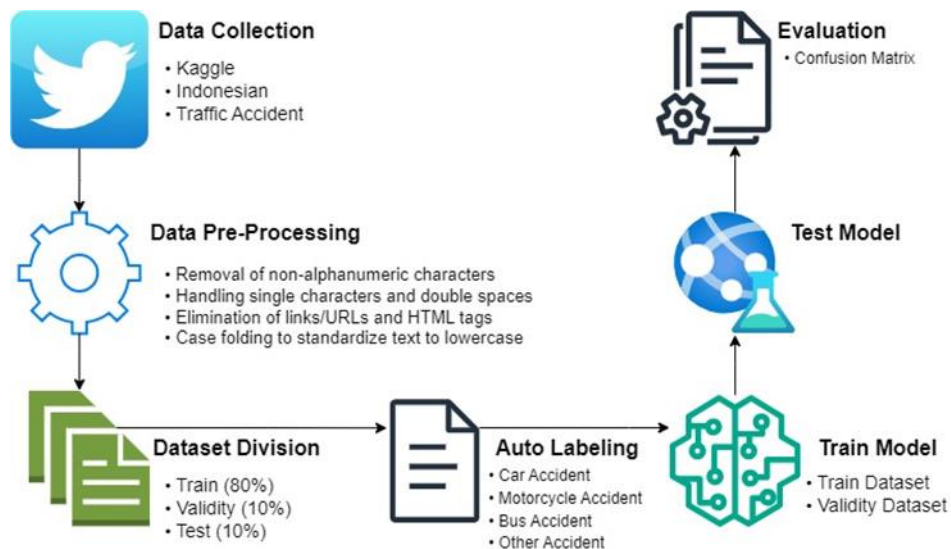 Data Collection
• Kaggle
• Indonesian
• Traffic Accident
Data Pre-Processing
• Removal of non-alphanumeric characters
• Handling single characters and double spaces
• Elimination of links/URLs and HTML tags
• Case folding to standardize text to lowercase
Dataset Division
• Train (80%)
• Validity (10%)
• Test (10%)
Auto Labeling
• Car Accident
• Motorcycle Accident
• Bus Accident
• Other Accident
Train Model
• Train Dataset
• Validity Dataset
Test Model
Evaluation
• Confusion Matrix